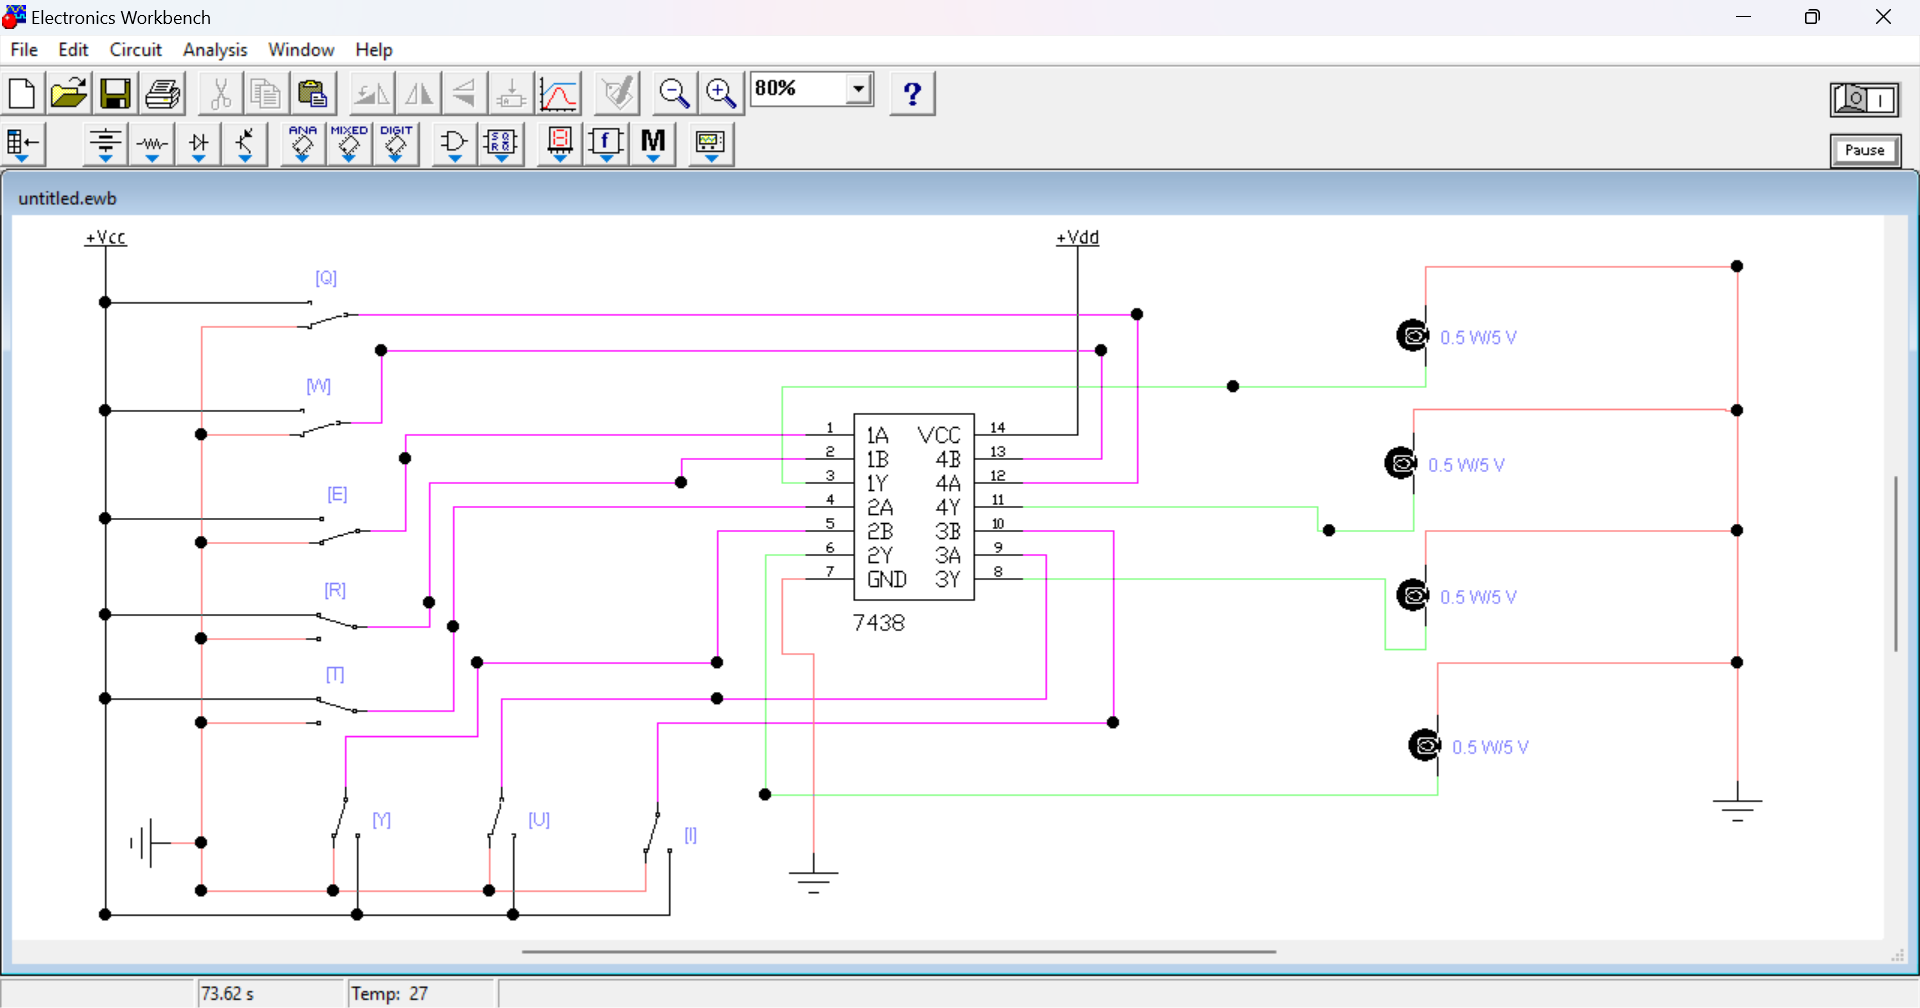 Electronics Workbench
File Edit Circuit Analysis Window Help
80%
?
ANA MIXED DIGIT
f M
Pause
untitled.ewb
+Vcc
+Vdd
[Q]
0.5 W/5 V
[W]
1 1A VCC 14
2 1B 4B 13
3 1Y 4A 12
4 2A 4Y 11
5 2B 3B 10
6 2Y 3A 9
7 GND 3Y 8
7438
0.5 W/5 V
[E]
[R]
0.5 W/5 V
[T]
0.5 W/5 V
[Y]
[U]
[I]
73.62 s
Temp: 27